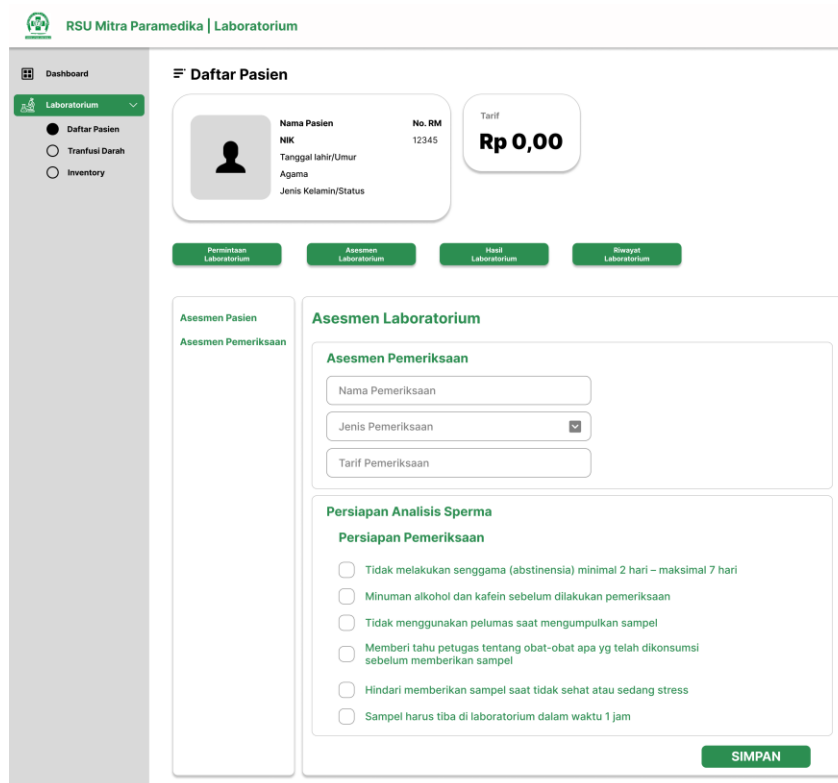 RSU Mitra Paramedika | Laboratorium
Dashboard
Laboratorium
Daftar Pasien
Tranfusi Darah
Inventory
Daftar Pasien
Nama Pasien
No. RM
NIK
12345
Tanggal lahir/Umur
Agama
Jenis Kelamin/Status
Tarif
Rp 0,00
Permintaan
Laboratorium
Asesmen
Laboratorium
Hasil
Laboratorium
Riwayat
Laboratorium
Asesmen Pasien
Asesmen Pemeriksaan
Asesmen Laboratorium
Asesmen Pemeriksaan
Nama Pemeriksaan
Jenis Pemeriksaan
Tarif Pemeriksaan
Persiapan Analisis Sperma
Persiapan Pemeriksaan
Tidak melakukan senggama (abstinensia) minimal 2 hari – maksimal 7 hari
Minuman alkohol dan kafein sebelum dilakukan pemeriksaan
Tidak menggunakan pelumas saat mengumpulkan sampel
Memberi tahu petugas tentang obat-obat apa yg telah dikonsumsi
sebelum memberikan sampel
Hindari memberikan sampel saat tidak sehat atau sedang stress
Sampel harus tiba di laboratorium dalam waktu 1 jam
SIMPAN